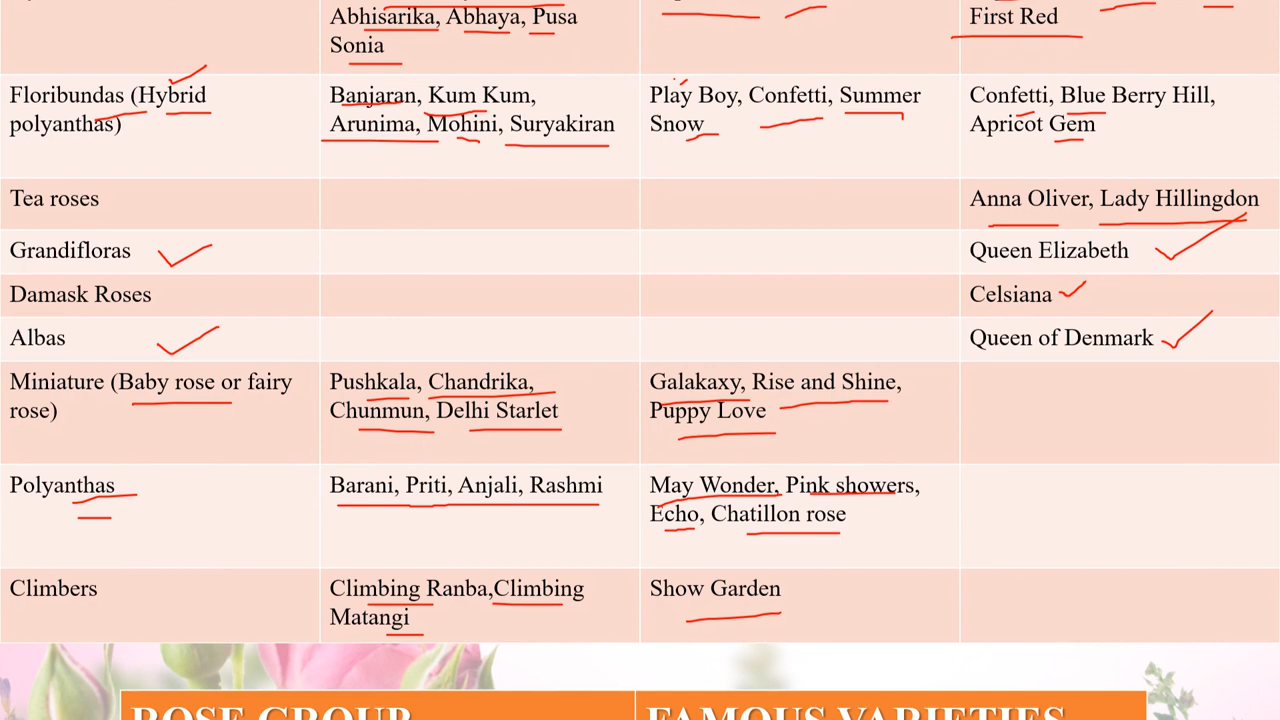 Abhisarika, Abhaya, Pusa
Sonia
First Red
Floribundas (Hybrid
polyanthas)
Banjaran, Kum Kum,
Arunima, Mohini, Suryakiran
Play Boy, Confetti, Summer
Snow
Confetti, Blue Berry Hill,
Apricot Gem
Tea roses
Anna Oliver, Lady Hillingdon
Grandifloras
Queen Elizabeth
Damask Roses
Celsiana
Albas
Queen of Denmark
Miniature (Baby rose or fairy
rose)
Pushkala, Chandrika,
Chunmun, Delhi Starlet
Galakaxy, Rise and Shine,
Puppy Love
Polyanthas
Barani, Priti, Anjali, Rashmi
May Wonder, Pink showers,
Echo, Chatillon rose
Climbers
Climbing Ranba,Climbing
Matangi
Show Garden
ROSE GROUP
FAMOUS VARIETIES